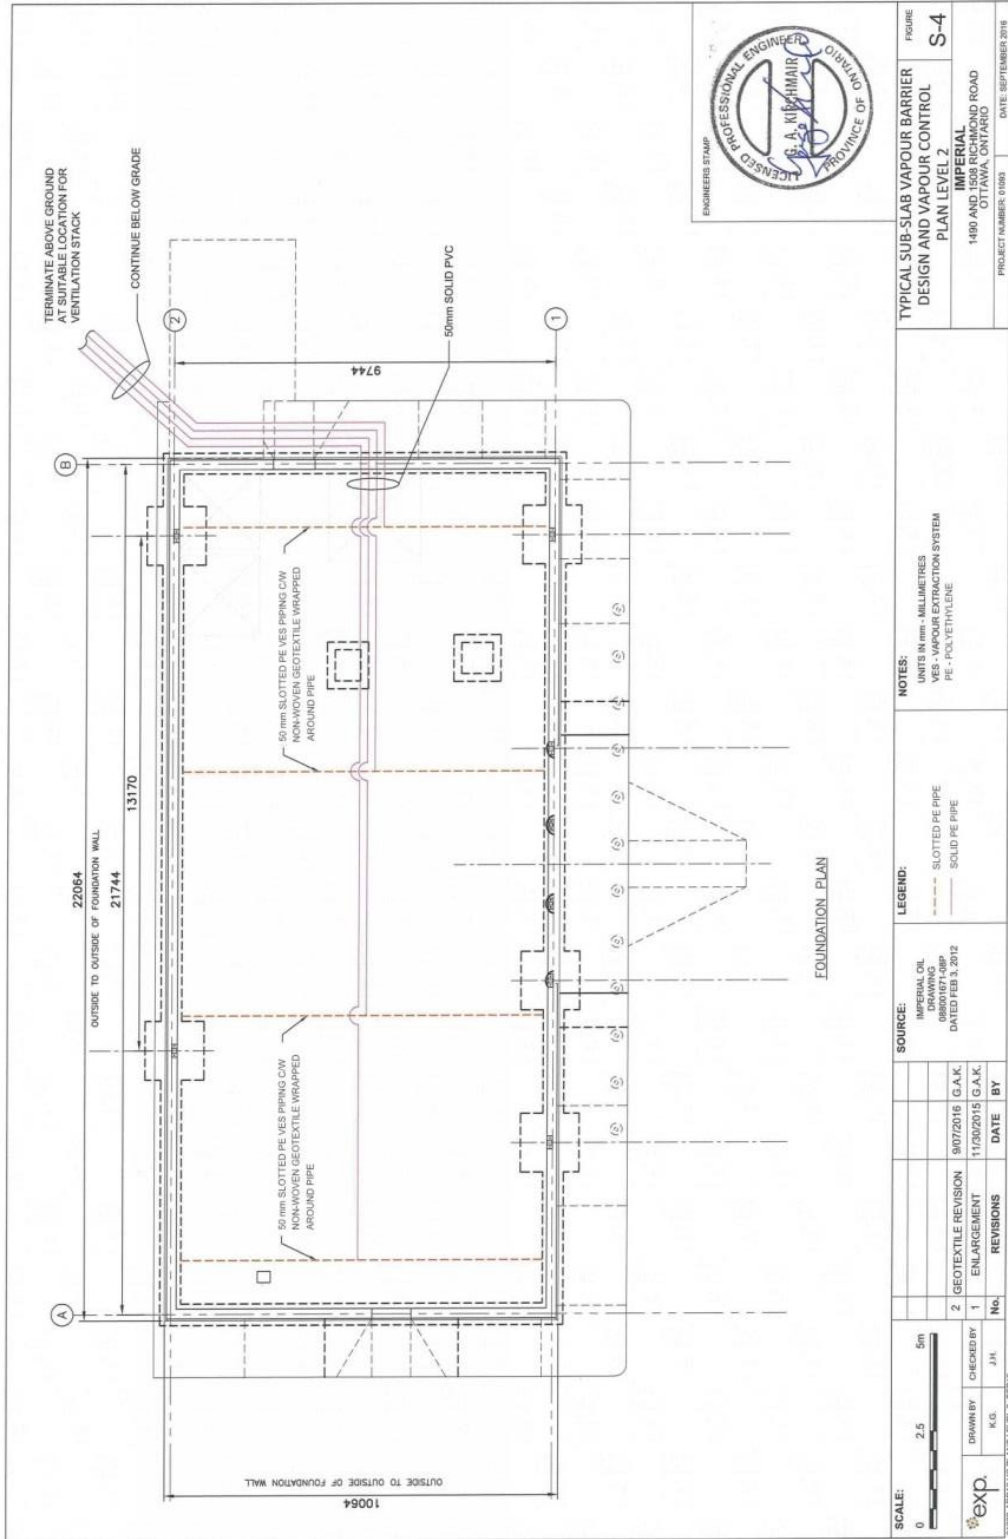 TERMINATE ABOVE GROUND
AT SUITABLE LOCATION FOR
VENTILATION STACK
CONTINUE BELOW GRADE
A
B
2
1
22064
OUTSIDE TO OUTSIDE OF FOUNDATION WALL
21744
13170
9744
10064
OUTSIDE TO OUTSIDE OF FOUNDATION WALL
50mm SOLID PVC
50 mm SLOTTED PE VES PIPING C/W
NON-WOVEN GEOTEXTILE WRAPPED
AROUND PIPE
50 mm SLOTTED PE VES PIPING C/W
NON-WOVEN GEOTEXTILE WRAPPED
AROUND PIPE
FOUNDATION PLAN
ENGINEERS STAMP
LICENSED PROFESSIONAL ENGINEER
G. A. KIRCHMAIR
PROVINCE OF ONTARIO
SCALE:
0 2.5 5m
exp.
DRAWN BY
K.G.
CHECKED BY
J.H.
2 GEOTEXTILE REVISION 9/07/2016 G.A.K.
1 ENLARGEMENT 11/30/2015 G.A.K.
No. REVISIONS DATE BY
SOURCE:
IMPERIAL OIL
DRAWING
088001671-08P
DATED FEB 3, 2012
LEGEND:
SLOTTED PE PIPE
SOLID PE PIPE
NOTES:
UNITS IN mm - MILLIMETRES
VES - VAPOUR EXTRACTION SYSTEM
PE - POLYETHYLENE
TYPICAL SUB-SLAB VAPOUR BARRIER
DESIGN AND VAPOUR CONTROL
PLAN LEVEL 2
FIGURE
S-4
IMPERIAL
1490 AND 1508 RICHMOND ROAD
OTTAWA, ONTARIO
PROJECT NUMBER: 01093
DATE: SEPTEMBER 2016